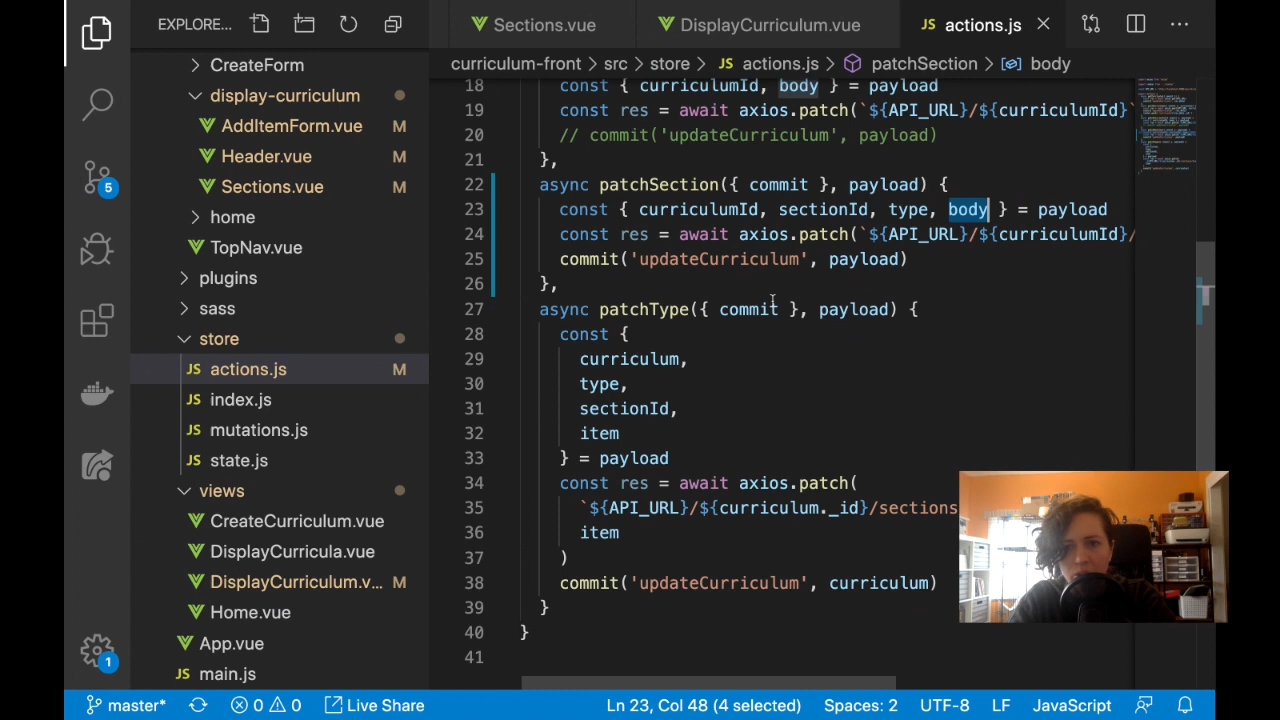 EXPLORE...
Sections.vue
DisplayCurriculum.vue
JS actions.js
curriculum-front > src > store > JS actions.js > patchSection > body
CreateForm
display-curriculum
AddItemForm.vue M
Header.vue M
Sections.vue M
home
TopNav.vue
plugins
sass
store
JS actions.js M
JS index.js
JS mutations.js
JS state.js
views
CreateCurriculum.vue
DisplayCurricula.vue
DisplayCurriculum.v... M
Home.vue
App.vue
JS main.js
5
1
18 const { curriculumId, body } = payload
19 const res = await axios.patch(`${API_URL}/${curriculumId}`
20 // commit('updateCurriculum', payload)
21 },
22 async patchSection({ commit }, payload) {
23 const { curriculumId, sectionId, type, body } = payload
24 const res = await axios.patch(`${API_URL}/${curriculumId}/
25 commit('updateCurriculum', payload)
26 },
27 async patchType({ commit }, payload) {
28 const {
29 curriculum,
30 type,
31 sectionId,
32 item
33 } = payload
34 const res = await axios.patch(
35 `${API_URL}/${curriculum._id}/sections
36 item
37 )
38 commit('updateCurriculum', curriculum)
39 }
40 }
41
master* 0 0 Live Share Ln 23, Col 48 (4 selected) Spaces: 2 UTF-8 LF JavaScript